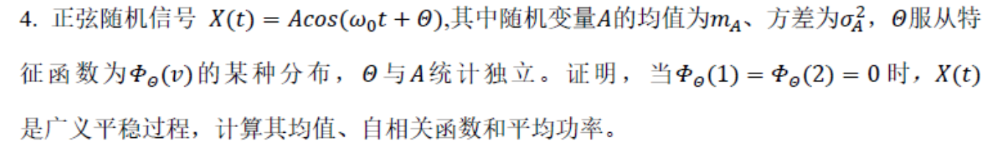 4. 正弦随机信号 X(t) = Acos(ω₀t + Θ),其中随机变量A的均值为m_A、方差为σ_A²，Θ服从特
征函数为Φ_Θ(v)的某种分布，Θ与A统计独立。证明，当Φ_Θ(1) = Φ_Θ(2) = 0 时，X(t)
是广义平稳过程，计算其均值、自相关函数和平均功率。